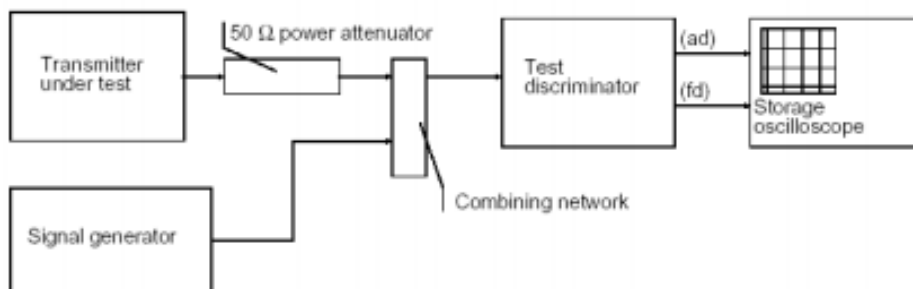 50 Ω power attenuator
Transmitter
under test
Test
discriminator
(ad)
(fd)
Storage
oscilloscope
Combining network
Signal generator